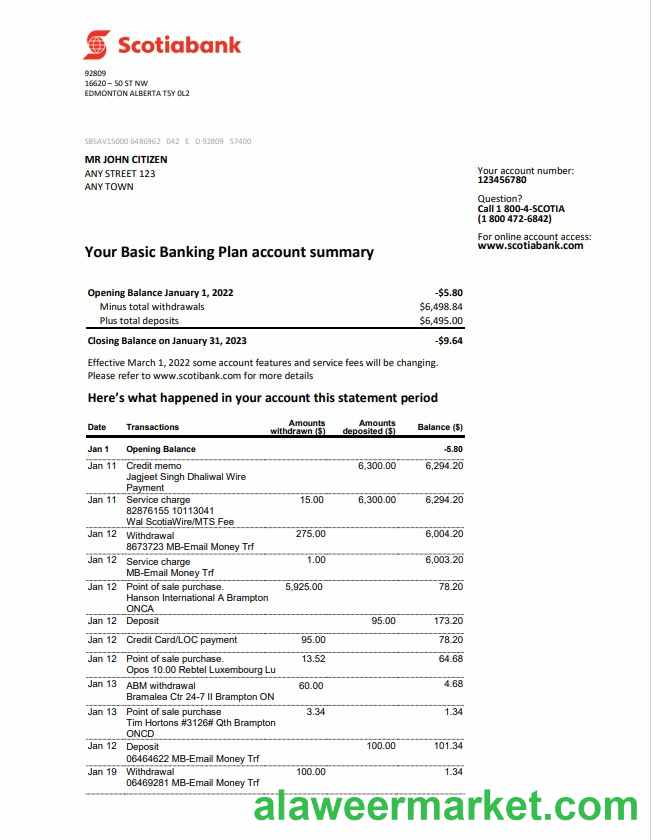 Scotiabank
92809
16620 – 50 ST NW
EDMONTON ALBERTA T5Y 0L2
SBSAV15000 6486962 042 E D 92809 57400
MR JOHN CITIZEN
ANY STREET 123
ANY TOWN
Your account number:
123456780
Question?
Call 1 800-4-SCOTIA
(1 800 472-6842)
For online account access:
www.scotiabank.com
Your Basic Banking Plan account summary
Opening Balance January 1, 2022 -$5.80
Minus total withdrawals $6,498.84
Plus total deposits $6,495.00
Closing Balance on January 31, 2023 -$9.64
Effective March 1, 2022 some account features and service fees will be changing.
Please refer to www.scotibank.com for more details
Here's what happened in your account this statement period
Date Transactions Amounts withdrawn ($) Amounts deposited ($) Balance ($)
Jan 1 Opening Balance -5.80
Jan 11 Credit memo 6,300.00 6,294.20
Jagjeet Singh Dhaliwal Wire
Payment
Jan 11 Service charge 15.00 6,300.00 6,294.20
82876155 10113041
Wal ScotiaWire/MTS Fee
Jan 12 Withdrawal 275.00 6,004.20
8673723 MB-Email Money Trf
Jan 12 Service charge 1.00 6,003.20
MB-Email Money Trf
Jan 12 Point of sale purchase. 5,925.00 78.20
Hanson International A Brampton
ONCA
Jan 12 Deposit 95.00 173.20
Jan 12 Credit Card/LOC payment 95.00 78.20
Jan 12 Point of sale purchase. 13.52 64.68
Opos 10.00 Rebtel Luxembourg Lu
Jan 13 ABM withdrawal 60.00 4.68
Bramalea Ctr 24-7 II Brampton ON
Jan 13 Point of sale purchase 3.34 1.34
Tim Hortons #3126# Qth Brampton
ONCD
Jan 12 Deposit 100.00 101.34
06464622 MB-Email Money Trf
Jan 19 Withdrawal 100.00 1.34
06469281 MB-Email Money Trf
alaweermarket.com